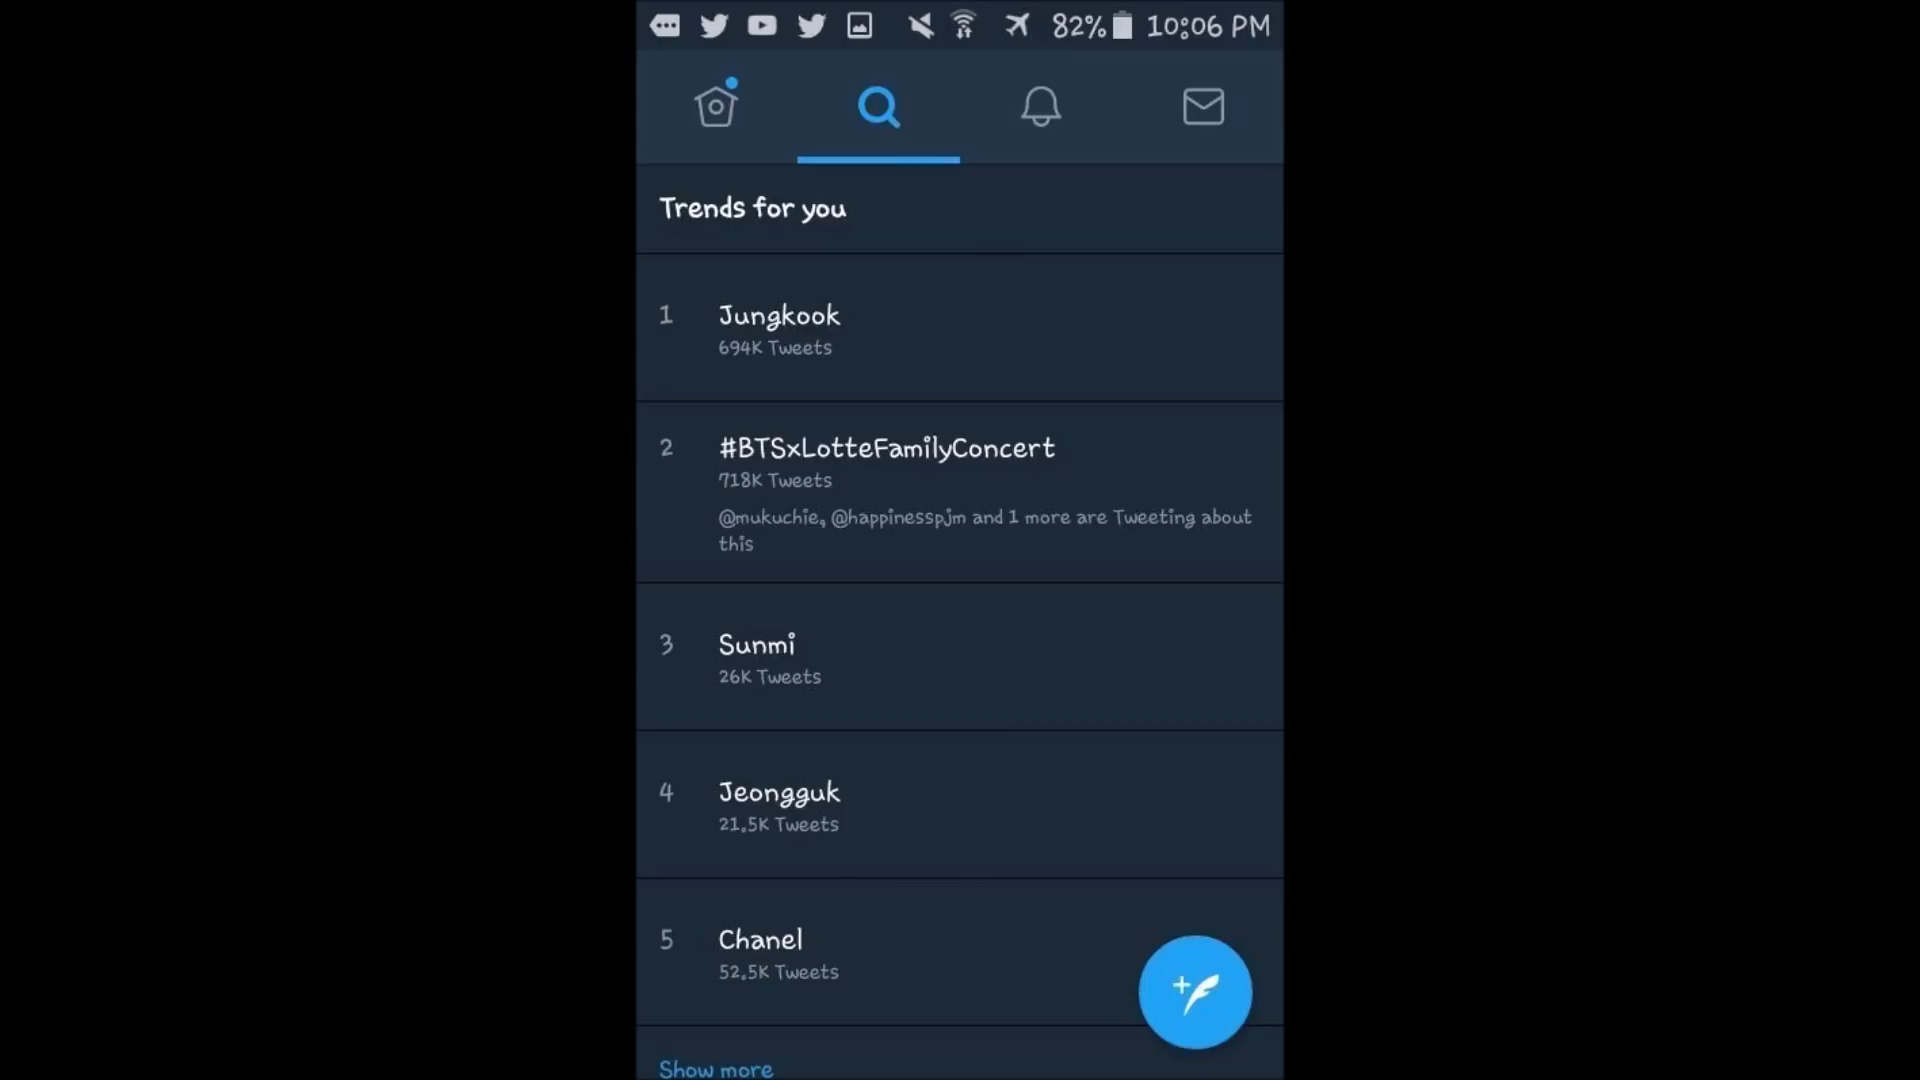 82% 10:06 PM
Trends for you
1 Jungkook
694K Tweets
2 #BTSxLotteFamilyConcert
718K Tweets
@mukuchie, @happinesspjm and 1 more are Tweeting about
this
3 Sunmi
26K Tweets
4 Jeongguk
21.5K Tweets
5 Chanel
52.5K Tweets
Show more